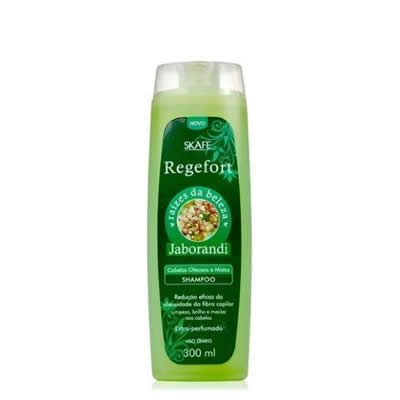 NOVO
SKAFE
Regefort
raízes da beleza
Jaborandi
Cabelos Oleosos e Mistos
SHAMPOO
Redução eficaz da
oleosidade da fibra capilar
Limpeza, brilho e maciez
aos cabelos
Extra-perfumado
USO DIÁRIO
300 ml